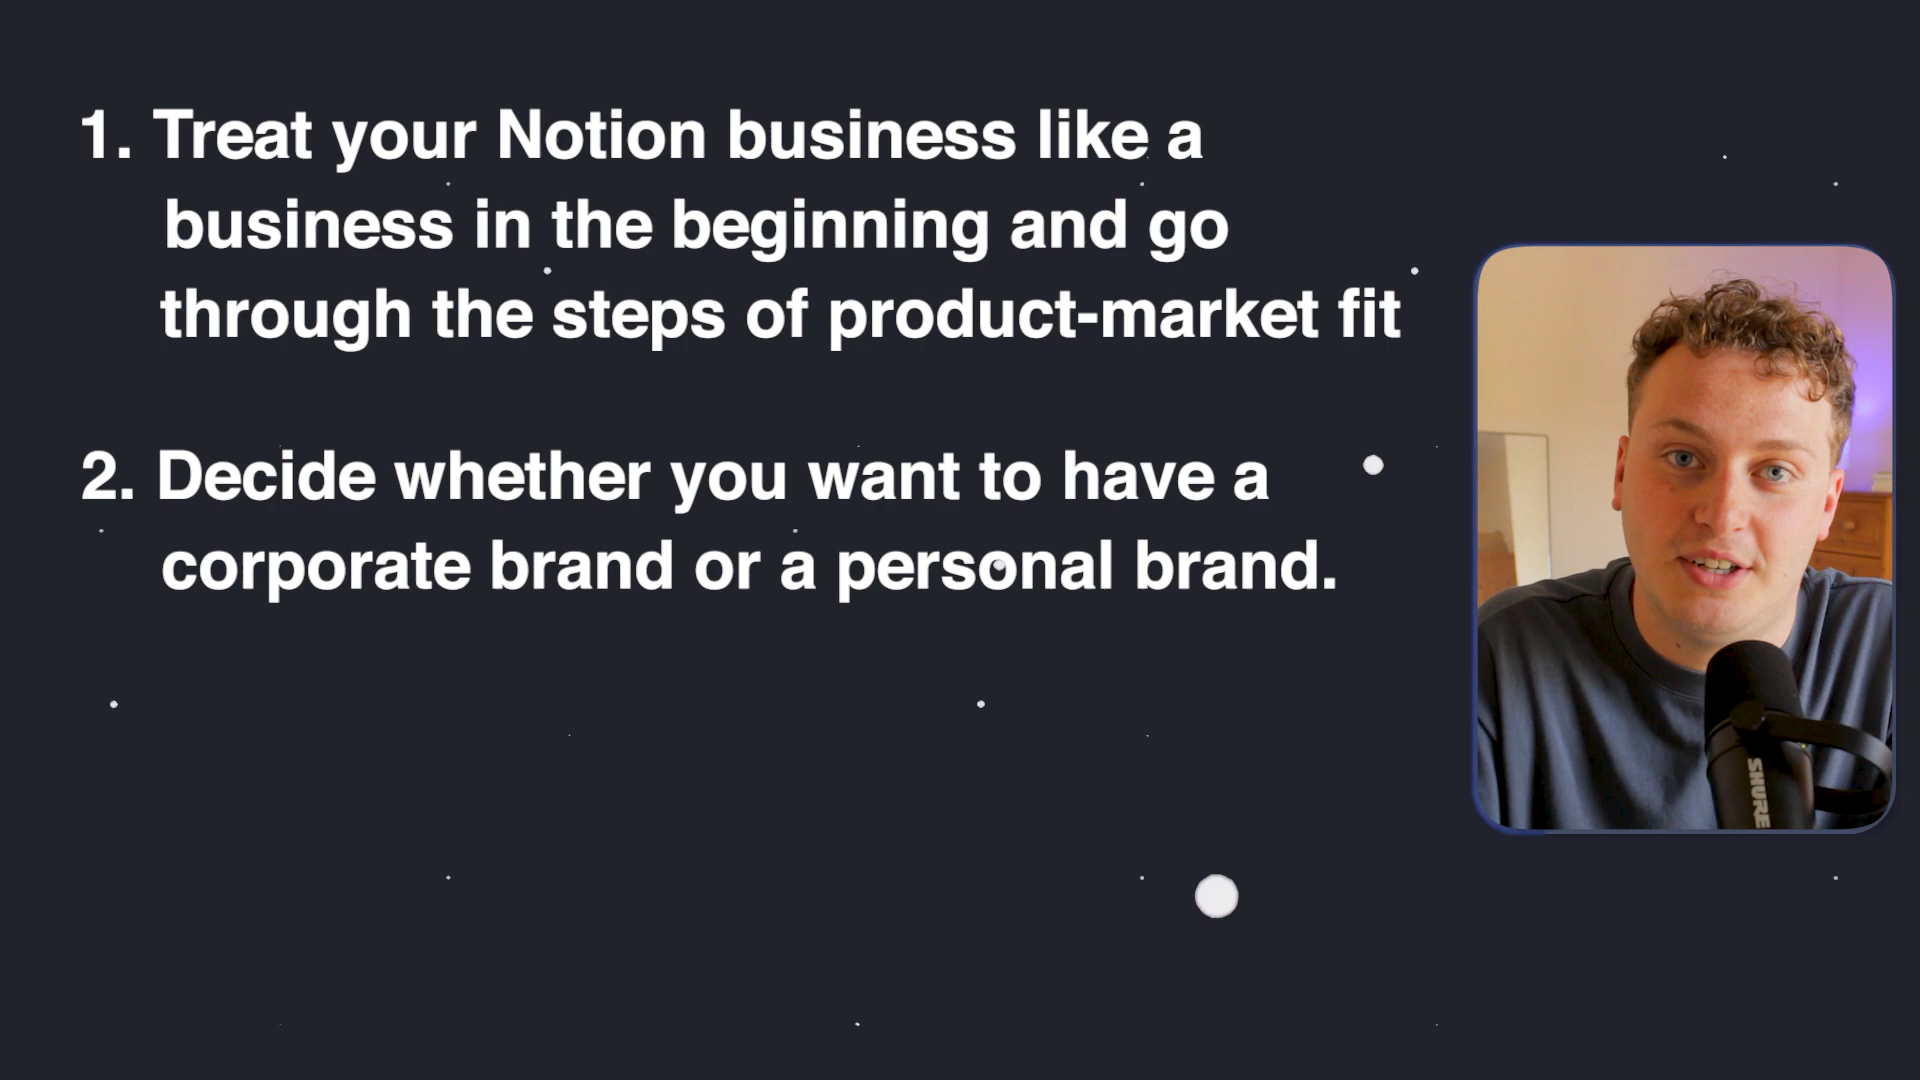 1. Treat your Notion business like a
business in the beginning and go
through the steps of product-market fit
2. Decide whether you want to have a
corporate brand or a personal brand.
SHURE